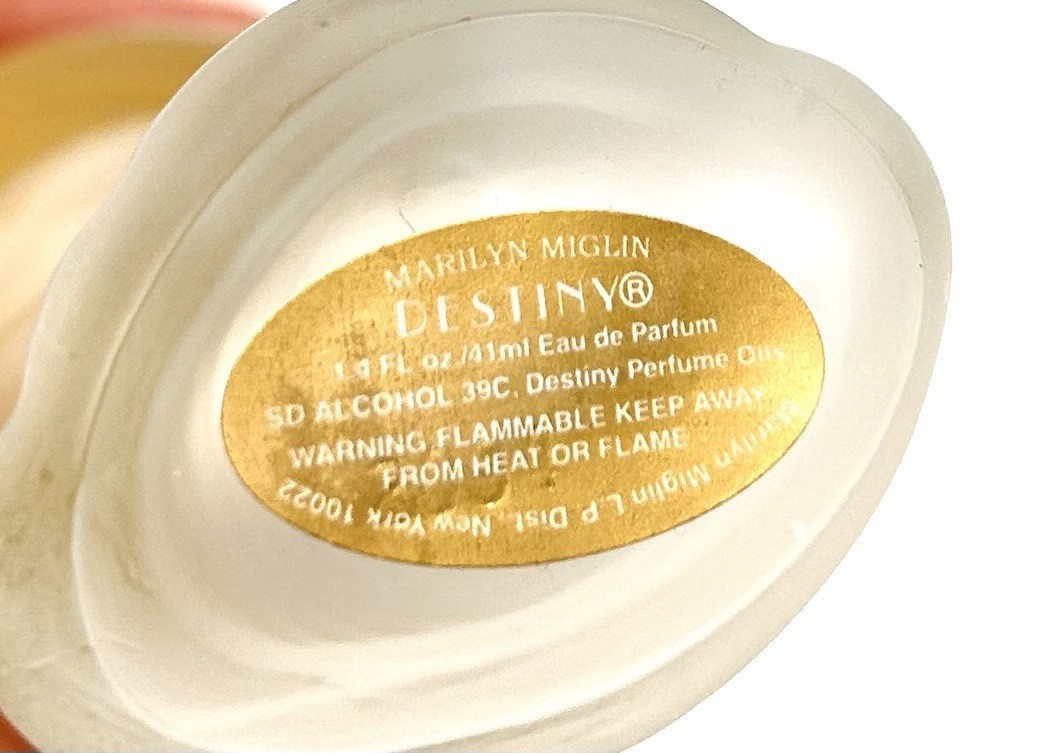 MARILYN MIGLIN
DESTINY®
1.4 FL oz./41ml Eau de Parfum
SD ALCOHOL 39C, Destiny Perfume Oils
WARNING FLAMMABLE KEEP AWAY
FROM HEAT OR FLAME
Marilyn Miglin L.P Dist. New York 10022